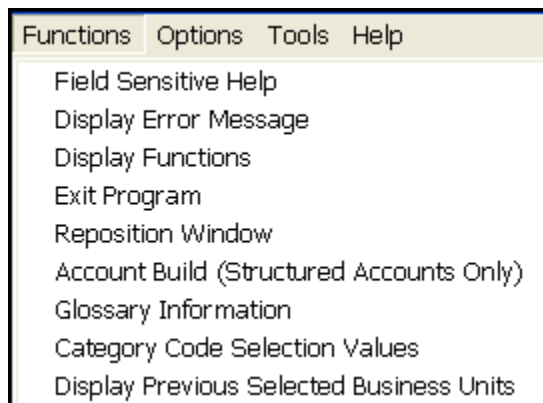 Functions Options Tools Help
Field Sensitive Help
Display Error Message
Display Functions
Exit Program
Reposition Window
Account Build (Structured Accounts Only)
Glossary Information
Category Code Selection Values
Display Previous Selected Business Units